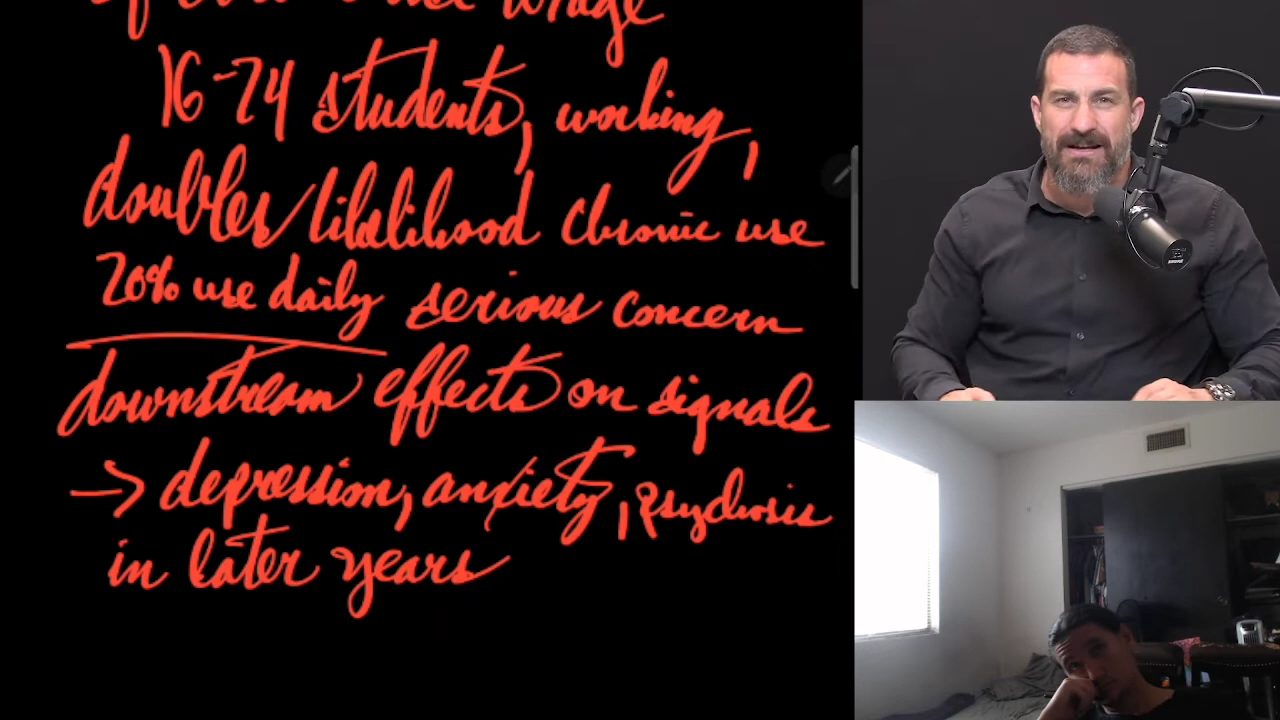 of
16-24 students, working,
doubles/likelihood chronic use
20% use daily serious concern
downstream effects on signals
→ depression, anxiety, psychosis
in later years